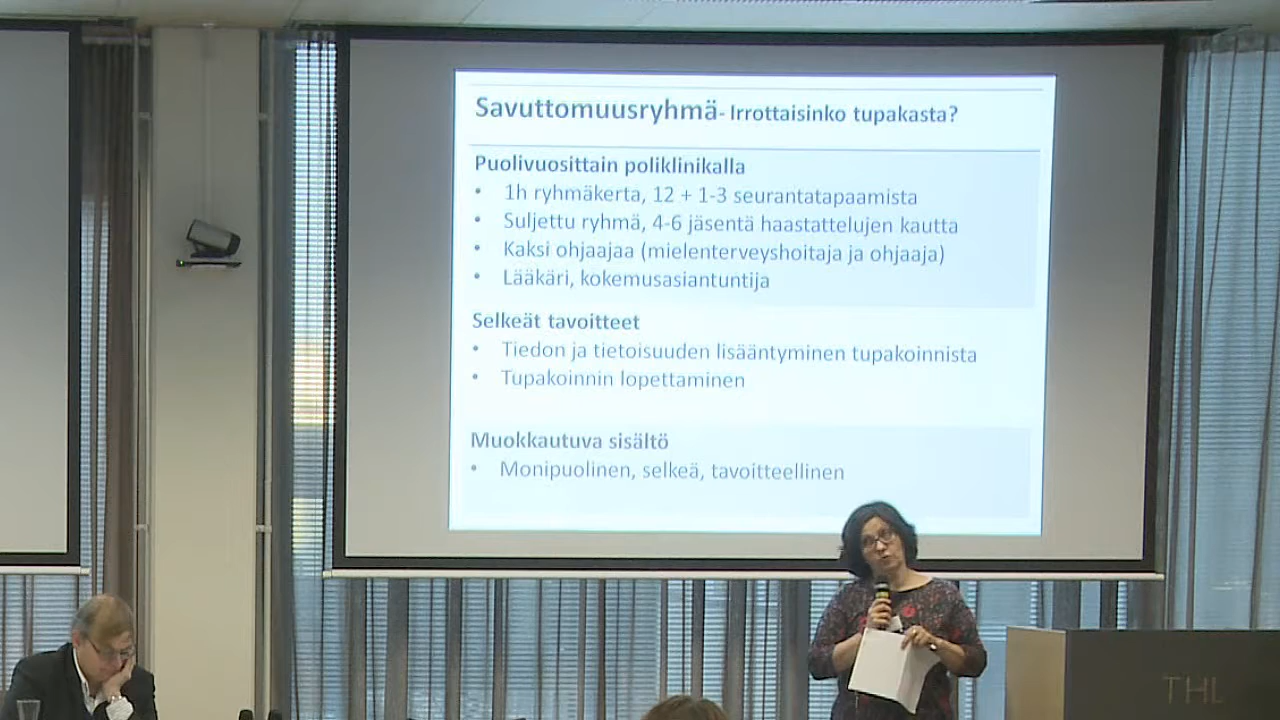 Savuttomuusryhmä- Irrottaisinko tupakasta?
Puolivuosittain poliklinikalla
• 1h ryhmäkerta, 12 + 1-3 seurantatapaamista
• Suljettu ryhmä, 4-6 jäsentä haastattelujen kautta
• Kaksi ohjaajaa (mielenterveyshoitaja ja ohjaaja)
• Lääkäri, kokemusasiantuntija
Selkeät tavoitteet
• Tiedon ja tietoisuuden lisääntyminen tupakoinnista
• Tupakoinnin lopettaminen
Muokkautuva sisältö
• Monipuolinen, selkeä, tavoitteellinen
THL